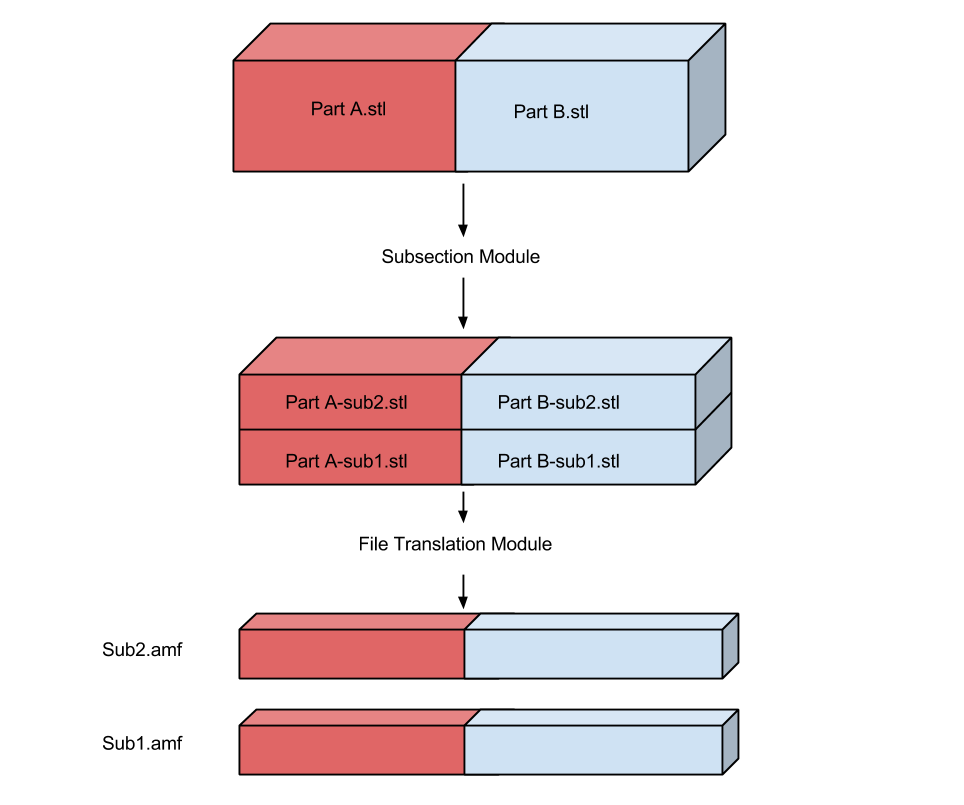 Part A.stl
Part B.stl
Subsection Module
Part A-sub2.stl
Part B-sub2.stl
Part A-sub1.stl
Part B-sub1.stl
File Translation Module
Sub2.amf
Sub1.amf